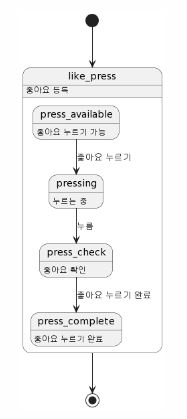 like_press
좋아요 등록
press_available
좋아요 누르기 가능
좋아요 누르기
pressing
누르는 중
누름
press_check
좋아요 확인
좋아요 누르기 완료
press_complete
좋아요 누르기 완료